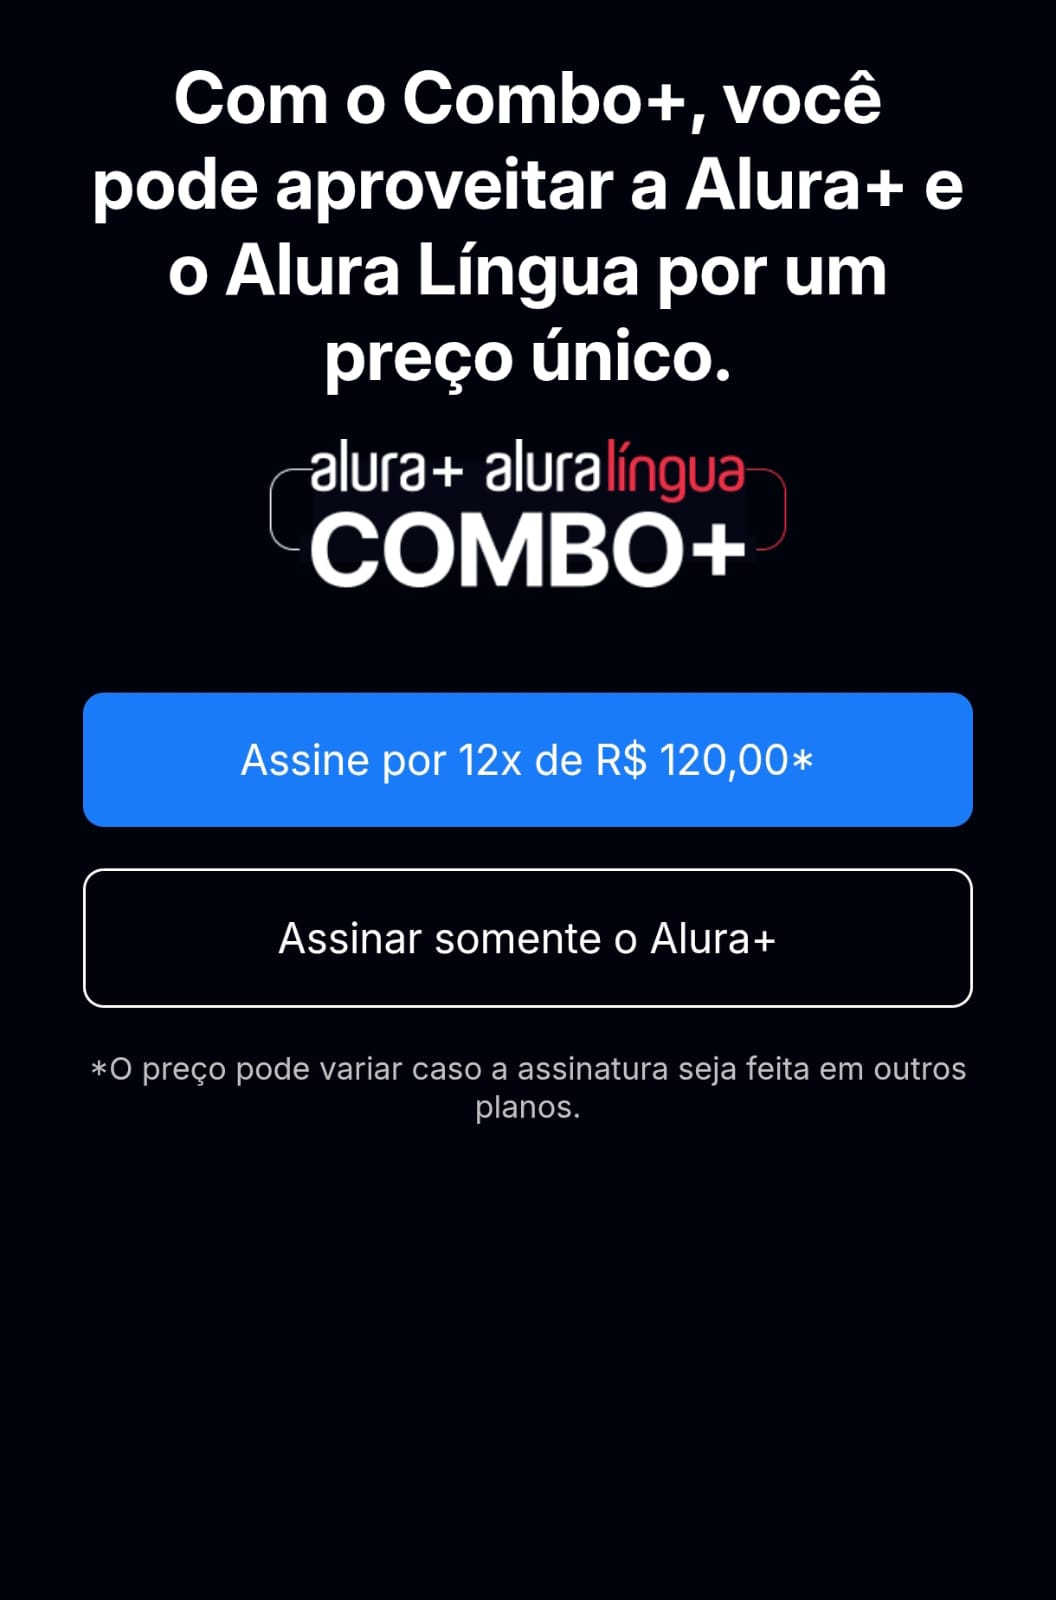 Com o Combo+, você
pode aproveitar a Alura+ e
o Alura Língua por um
preço único.
alura+ aluralíngua
COMBO+
Assine por 12x de R$ 120,00*
Assinar somente o Alura+
*O preço pode variar caso a assinatura seja feita em outros
planos.